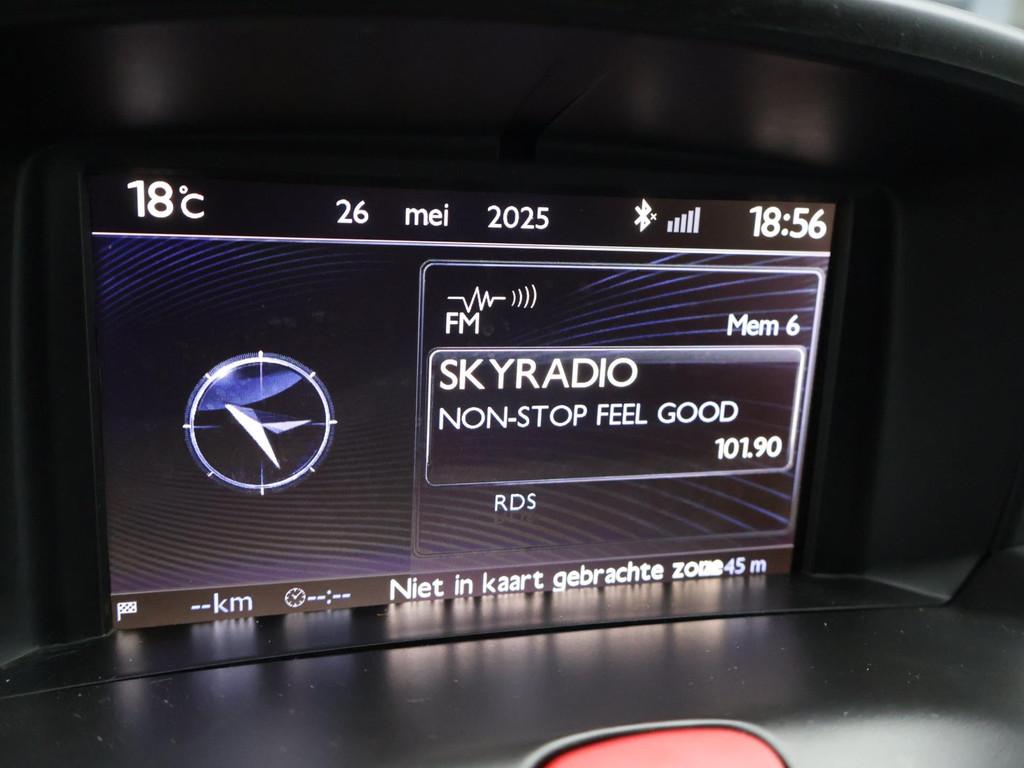 18°C 26 mei 2025 18:56
FM Mem 6
SKYRADIO
NON-STOP FEEL GOOD
101.90
RDS
--km --:-- Niet in kaart gebrachte zone 45 m